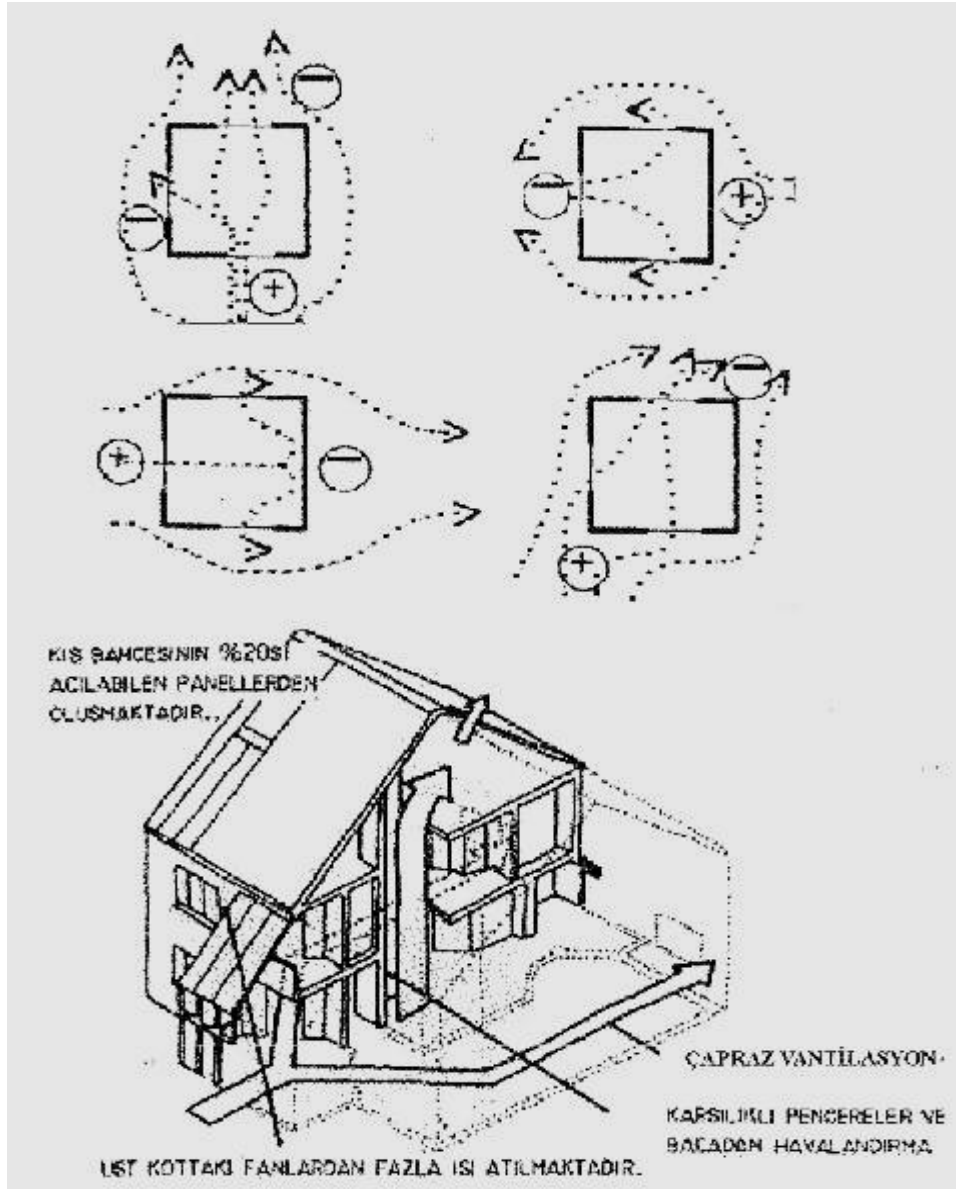 KIS BAHCESININ %20SI
ACILABILEN PANELLERDEN
OLUSMAKTADIR.
ÇAPRAZ VANTİLASYON
KARSILIKLI PENCERELER VE
BACADAN HAVALANDIRMA
UST KOTTAKI FANLARDAN FAZLA ISI ATILMAKTADIR.